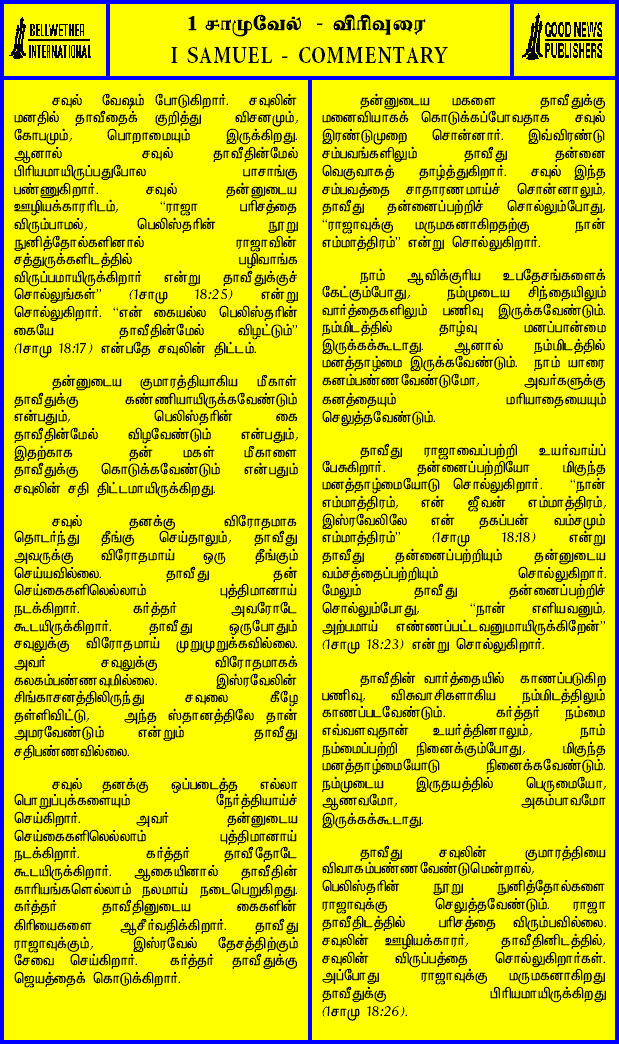 BELLWETHER
INTERNATIONAL
1 சாமுவேல் - விரிவுரை
I SAMUEL - COMMENTARY
GOOD NEWS
PUBLISHERS
சவுல் வேஷம் போடுகிறார். சவுலின்
மனதில் தாவீதைக் குறித்து விசனமும்,
கோபமும், பொறாமையும் இருக்கிறது.
ஆனால் சவுல் தாவீதின்மேல்
பிரியமாயிருப்பதுபோல பாசாங்கு
பண்ணுகிறார். சவுல் தன்னுடைய
ஊழியக்காரரிடம், “ராஜா பரிசத்தை
விரும்பாமல், பெலிஸ்தரின் நூறு
நுனித்தோல்களினால் ராஜாவின்
சத்துருக்களிடத்தில் பழிவாங்க
விருப்பமாயிருக்கிறார் என்று தாவீதுக்குச்
சொல்லுங்கள்” (1சாமு 18:25) என்று
சொல்லுகிறார். “என் கையல்ல பெலிஸ்தரின்
கையே தாவீதின்மேல் விழட்டும்”
(1சாமு 18:17) என்பதே சவுலின் திட்டம்.
தன்னுடைய குமாரத்தியாகிய மீகாள்
தாவீதுக்கு கண்ணியாயிருக்கவேண்டும்
என்பதும், பெலிஸ்தரின் கை
தாவீதின்மேல் விழவேண்டும் என்பதும்,
இதற்காக தன் மகள் மீகாளை
தாவீதுக்கு கொடுக்கவேண்டும் என்பதும்
சவுலின் சதி திட்டமாயிருக்கிறது.
சவுல் தனக்கு விரோதமாக
தொடர்ந்து தீங்கு செய்தாலும், தாவீது
அவருக்கு விரோதமாய் ஒரு தீங்கும்
செய்யவில்லை. தாவீது தன்
செய்கைகளிலெல்லாம் புத்திமானாய்
நடக்கிறார். கர்த்தர் அவரோடே
கூடயிருக்கிறார். தாவீது ஒருபோதும்
சவுலுக்கு விரோதமாய் முறுமுறுக்கவில்லை.
அவர் சவுலுக்கு விரோதமாகக்
கலகம்பண்ணவுமில்லை. இஸ்ரவேலின்
சிங்காசனத்திலிருந்து சவுலை கீழே
தள்ளிவிட்டு, அந்த ஸ்தானத்திலே தான்
அமரவேண்டும் என்றும் தாவீது
சதிபண்ணவில்லை.
சவுல் தனக்கு ஒப்படைத்த எல்லா
பொறுப்புக்களையும் நேர்த்தியாய்ச்
செய்கிறார். அவர் தன்னுடைய
செய்கைகளிலெல்லாம் புத்திமானாய்
நடக்கிறார். கர்த்தர் தாவீதோடே
கூடயிருக்கிறார். ஆகையினால் தாவீதின்
காரியங்களெல்லாம் நலமாய் நடைபெறுகிறது.
கர்த்தர் தாவீதினுடைய கைகளின்
கிரியைகளை ஆசீர்வதிக்கிறார். தாவீது
ராஜாவுக்கும், இஸ்ரவேல் தேசத்திற்கும்
சேவை செய்கிறார். கர்த்தர் தாவீதுக்கு
ஜெயத்தைக் கொடுக்கிறார்.
தன்னுடைய மகளை தாவீதுக்கு
மனைவியாகக் கொடுக்கப்போவதாக சவுல்
இரண்டுமுறை சொன்னார். இவ்விரண்டு
சம்பவங்களிலும் தாவீது தன்னை
வெகுவாகத் தாழ்த்துகிறார். சவுல் இந்த
சம்பவத்தை சாதாரணமாய்ச் சொன்னாலும்,
தாவீது தன்னைப்பற்றிச் சொல்லும்போது,
“ராஜாவுக்கு மருமகனாகிறதற்கு நான்
எம்மாத்திரம்” என்று சொல்லுகிறார்.
நாம் ஆவிக்குரிய உபதேசங்களைக்
கேட்கும்போது, நம்முடைய சிந்தையிலும்
வார்த்தைகளிலும் பணிவு இருக்கவேண்டும்.
நம்மிடத்தில் தாழ்வு மனப்பான்மை
இருக்கக்கூடாது. ஆனால் நம்மிடத்தில்
மனத்தாழ்மை இருக்கவேண்டும். நாம் யாரை
கனம்பண்ணவேண்டுமோ, அவர்களுக்கு
கனத்தையும் மரியாதையையும்
செலுத்தவேண்டும்.
தாவீது ராஜாவைப்பற்றி உயர்வாய்ப்
பேசுகிறார். தன்னைப்பற்றியோ மிகுந்த
மனத்தாழ்மையோடு சொல்லுகிறார். “நான்
எம்மாத்திரம், என் ஜீவன் எம்மாத்திரம்,
இஸ்ரவேலிலே என் தகப்பன் வம்சமும்
எம்மாத்திரம்” (1சாமு 18:18) என்று
தாவீது தன்னைப்பற்றியும் தன்னுடைய
வம்சத்தைப்பற்றியும் சொல்லுகிறார்.
மேலும் தாவீது தன்னைப்பற்றிச்
சொல்லும்போது, “நான் எளியவனும்,
அற்பமாய் எண்ணப்பட்டவனுமாயிருக்கிறேன்”
(1சாமு 18:23) என்று சொல்லுகிறார்.
தாவீதின் வார்த்தையில் காணப்படுகிற
பணிவு, விசுவாசிகளாகிய நம்மிடத்திலும்
காணப்படவேண்டும். கர்த்தர் நம்மை
எவ்வளவுதான் உயர்த்தினாலும், நாம்
நம்மைப்பற்றி நினைக்கும்போது, மிகுந்த
மனத்தாழ்மையோடு நினைக்கவேண்டும்.
நம்முடைய இருதயத்தில் பெருமையோ,
ஆணவமோ, அகம்பாவமோ
இருக்கக்கூடாது.
தாவீது சவுலின் குமாரத்தியை
விவாகம்பண்ணவேண்டுமென்றால்,
பெலிஸ்தரின் நூறு நுனித்தோல்களை
ராஜாவுக்கு செலுத்தவேண்டும். ராஜா
தாவீதிடத்தில் பரிசத்தை விரும்பவில்லை.
சவுலின் ஊழியக்காரர், தாவீதினிடத்தில்,
சவுலின் விருப்பத்தை சொல்லுகிறார்கள்.
அப்போது ராஜாவுக்கு மருமகனாகிறது
தாவீதுக்கு பிரியமாயிருக்கிறது
(1சாமு 18:26).